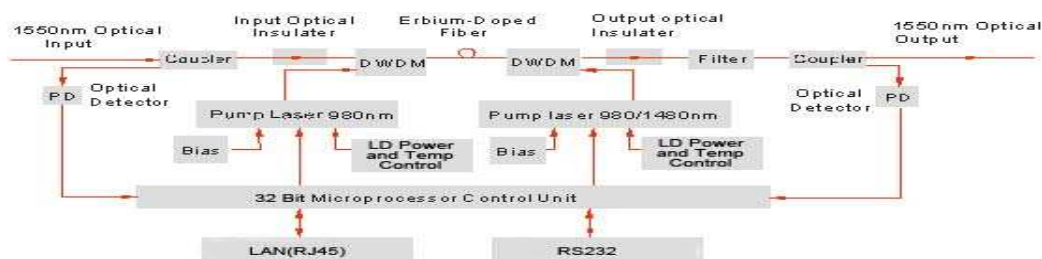 1550nm Optical
Input
Input Optical
Insulater
Erbium-Doped
Fiber
Output optical
Insulater
1550nm Optical
Output
Coupler
DWDM
DWDM
Filter
Coupler
PD
Optical
Detector
Optical
Detector
PD
Pump Laser 980nm
Pump laser 980/1480nm
Bias
LD Power
and Temp
Control
Bias
LD Power
and Temp
Control
32 Bit Microprocessor Control Unit
LAN(RJ45)
RS232